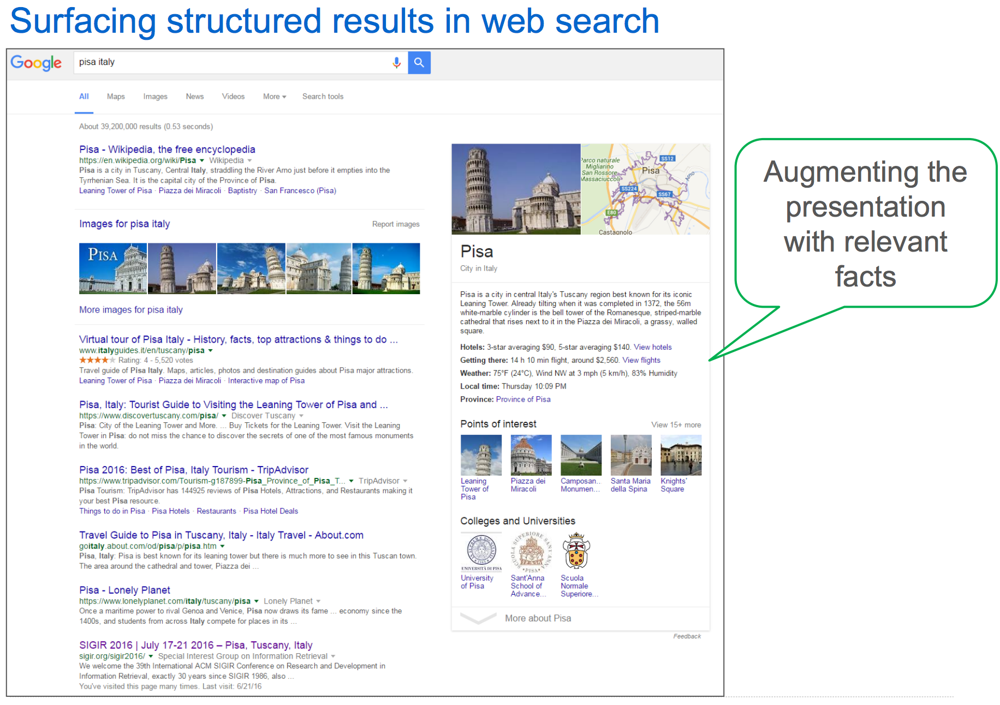 Surfacing structured results in web search
Google
pisa italy
All Maps Images News Videos More Search tools
About 39,200,000 results (0.53 seconds)
Pisa - Wikipedia, the free encyclopedia
https://en.wikipedia.org/wiki/Pisa Wikipedia
Pisa is a city in Tuscany, Central Italy, straddling the River Arno just before it empties into the
Tyrrhenian Sea. It is the capital city of the Province of Pisa.
Leaning Tower of Pisa · Piazza dei Miracoli · Baptistry · San Francesco (Pisa)
Images for pisa italy
Report images
PISA
More images for pisa italy
Virtual tour of Pisa Italy - History, facts, top attractions & things to do ...
www.italyguides.it/en/tuscany/pisa
Rating: 4 - 5,520 votes
Travel guide of Pisa Italy. Maps, articles, photos and destination guides about Pisa major attractions.
Leaning Tower of Pisa · Piazza dei Miracoli · Interactive map of Pisa
Pisa, Italy: Tourist Guide to Visiting the Leaning Tower of Pisa and ...
https://www.discovertuscany.com/pisa/ Discover Tuscany
Pisa: City of the Leaning Tower and More. ... Buy Tickets for the Leaning Tower. Visit the Leaning
Tower in Pisa: do not miss the chance to discover the secrets of one of the most famous monuments
in the world.
Pisa 2016: Best of Pisa, Italy Tourism - TripAdvisor
https://www.tripadvisor.com/Tourism-g187899-Pisa_Province_of_Pisa_T... TripAdvisor
Pisa Tourism: TripAdvisor has 144925 reviews of Pisa Hotels, Attractions, and Restaurants making it
your best Pisa resource.
Things to do in Pisa · Pisa Hotels · Restaurants · Pisa Hotel Deals
Travel Guide to Pisa in Tuscany, Italy - Italy Travel - About.com
goitaly.about.com/od/pisa/p/pisa.htm
Pisa, Italy: Pisa is best known for its leaning tower but there is much more to see in this Tuscan town.
The area around the cathedral and tower, Piazza dei ...
Pisa - Lonely Planet
https://www.lonelyplanet.com/italy/tuscany/pisa Lonely Planet
Once a maritime power to rival Genoa and Venice, Pisa now draws its fame ... economy since the
1400s, and students from across Italy compete for places in its ...
SIGIR 2016 | July 17-21 2016 – Pisa, Tuscany, Italy
sigir.org/sigir2016/ Special Interest Group on Information Retrieval
We welcome the 39th International ACM SIGIR Conference on Research and Development in
Information Retrieval, exactly 30 years since SIGIR 1986, also ...
You've visited this page many times. Last visit: 6/21/16
Parco naturale
Migliarino
San Rossore
Massaciuccoli
SS12
Pisa
Arno
SS224
SS67
E80
Castagnolo
Pisa
City in Italy
Pisa is a city in central Italy's Tuscany region best known for its iconic
Leaning Tower. Already tilting when it was completed in 1372, the 56m
white-marble cylinder is the bell tower of the Romanesque, striped-marble
cathedral that rises next to it in the Piazza dei Miracoli, a grassy, walled
square.
Hotels: 3-star averaging $90, 5-star averaging $140. View hotels
Getting there: 14 h 10 min flight, around $2,560. View flights
Weather: 75°F (24°C), Wind NW at 3 mph (5 km/h), 83% Humidity
Local time: Thursday 10:09 PM
Province: Province of Pisa
Points of interest
View 15+ more
Leaning
Tower of
Pisa
Piazza dei
Miracoli
Camposan..
Monumen...
Santa Maria
della Spina
Knights'
Square
Colleges and Universities
IN SUPREMÆ DIGNITATIS
1343
UNIVERSITÀ DI PISA
SCUOLA SUPERIORE SANT'ANNA
PISA
University
of Pisa
Sant'Anna
School of
Advance...
Scuola
Normale
Superiore...
More about Pisa
Feedback
Augmenting the
presentation
with relevant
facts